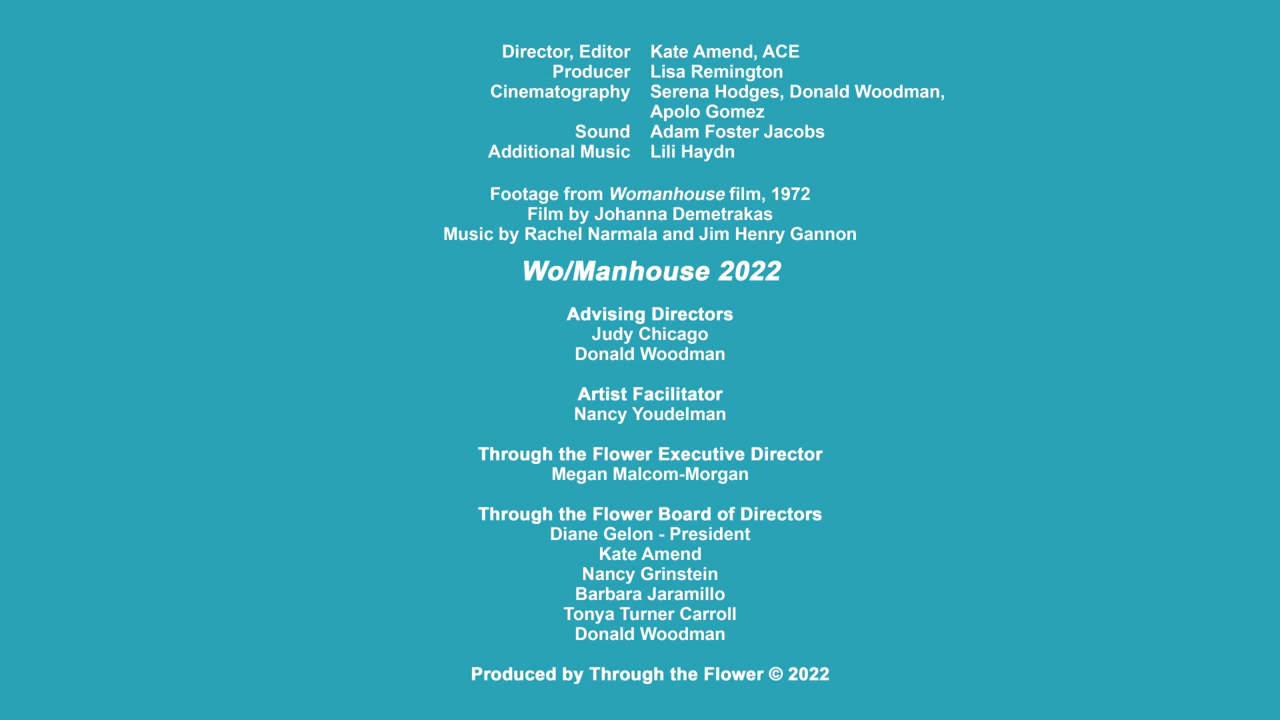 Director, Editor Kate Amend, ACE
Producer Lisa Remington
Cinematography Serena Hodges, Donald Woodman,
Apolo Gomez
Sound Adam Foster Jacobs
Additional Music Lili Haydn
Footage from Womanhouse film, 1972
Film by Johanna Demetrakas
Music by Rachel Narmala and Jim Henry Gannon
Wo/Manhouse 2022
Advising Directors
Judy Chicago
Donald Woodman
Artist Facilitator
Nancy Youdelman
Through the Flower Executive Director
Megan Malcom-Morgan
Through the Flower Board of Directors
Diane Gelon - President
Kate Amend
Nancy Grinstein
Barbara Jaramillo
Tonya Turner Carroll
Donald Woodman
Produced by Through the Flower © 2022